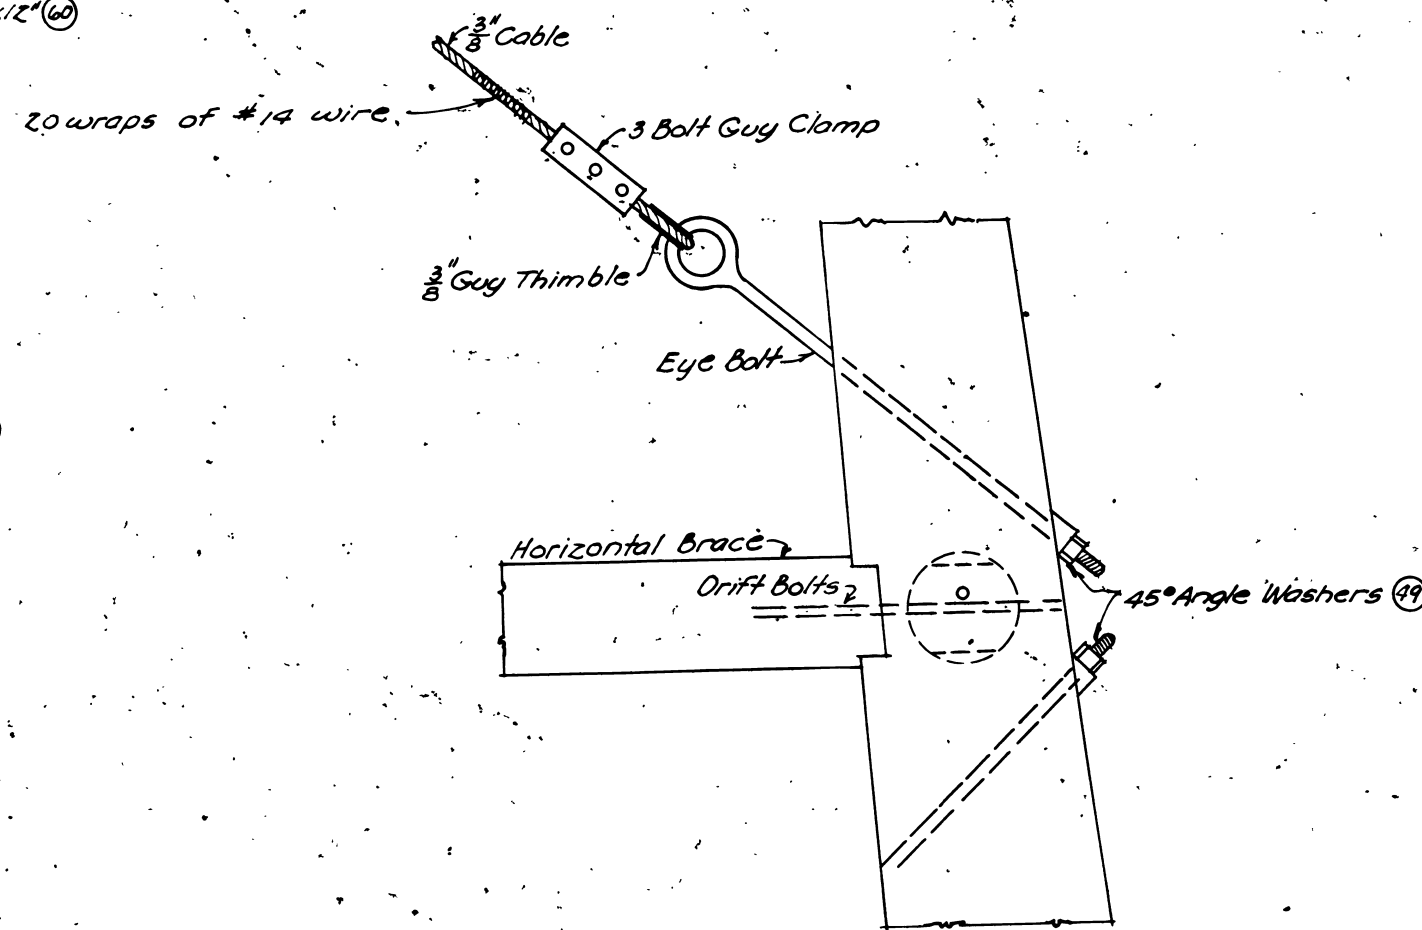 x12" 60
3/8" Cable
20 wraps of #14 wire.
3 Bolt Guy Clamp
3/8" Guy Thimble
Eye Bolt
Horizontal Brace
Drift Bolts
45° Angle Washers 49